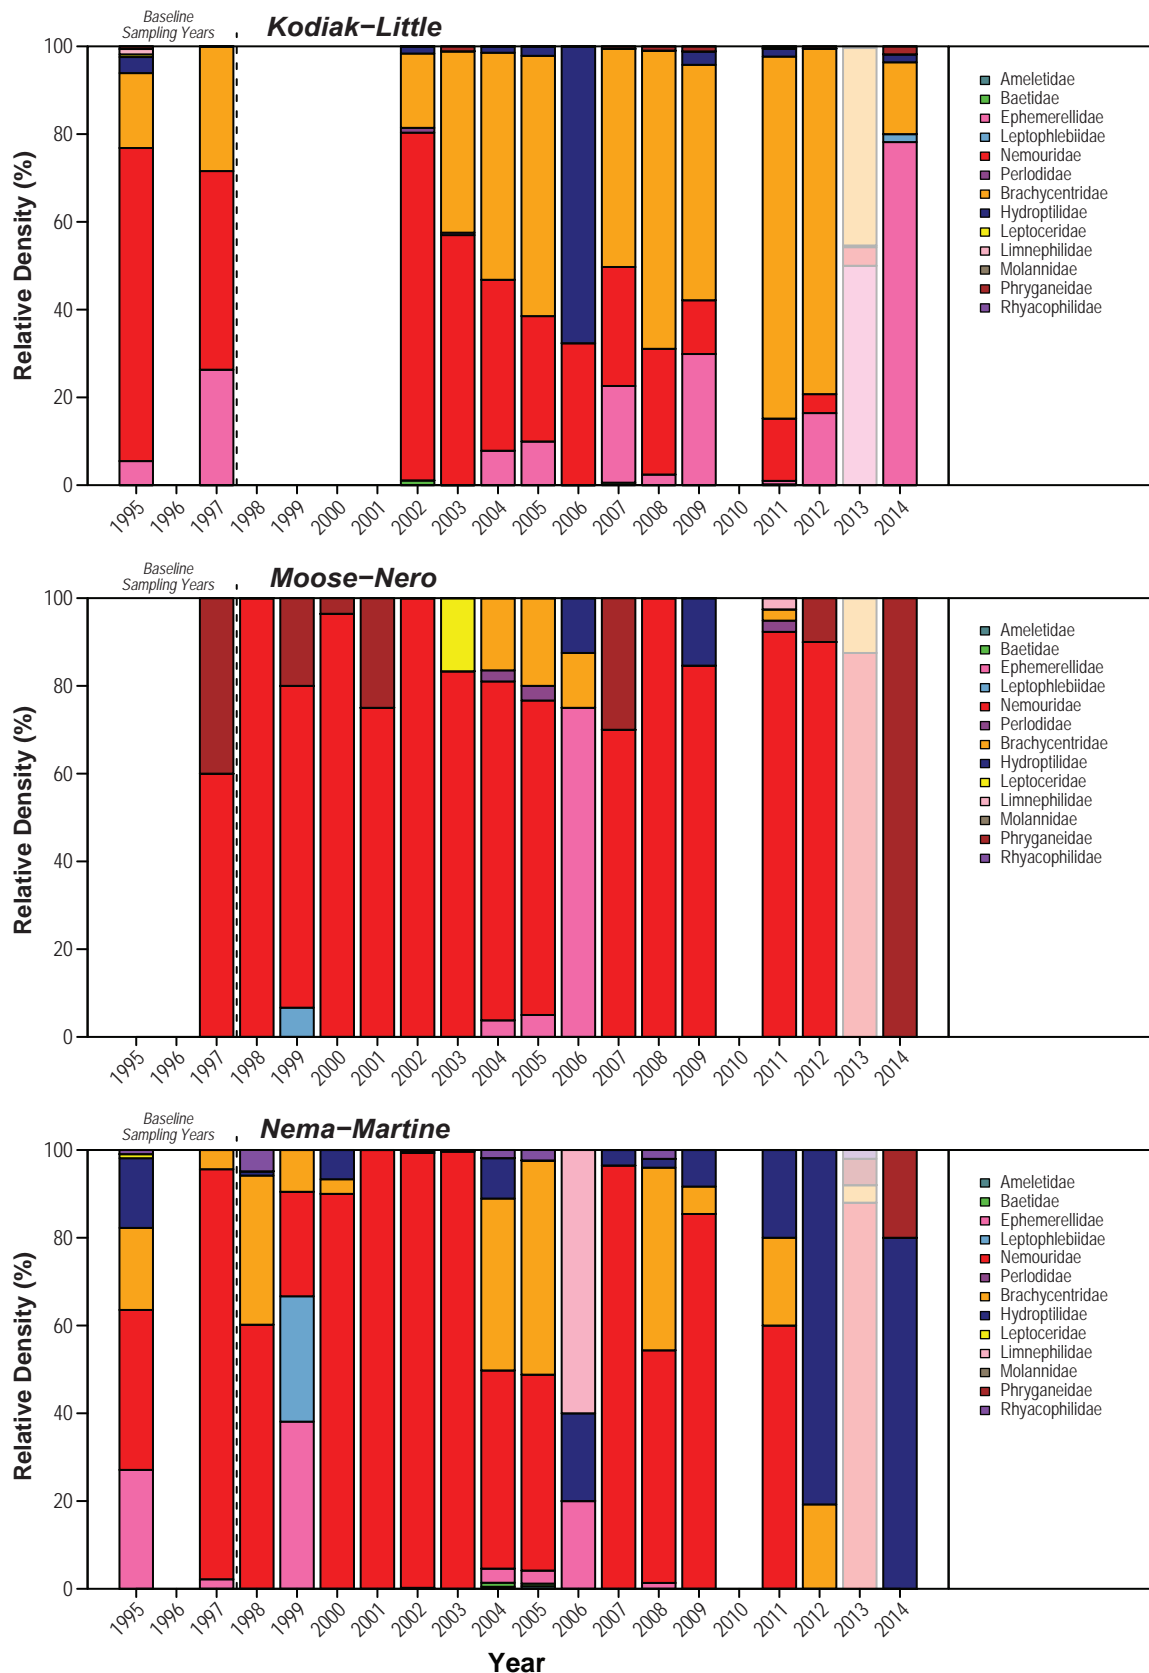 Baseline
Sampling Years
Kodiak−Little
Relative Density (%)
100
80
60
40
20
0
1995 1996 1997 1998 1999 2000 2001 2002 2003 2004 2005 2006 2007 2008 2009 2010 2011 2012 2013 2014
Ameletidae
Baetidae
Ephemerellidae
Leptophlebiidae
Nemouridae
Perlodidae
Brachycentridae
Hydroptilidae
Leptoceridae
Limnephilidae
Molannidae
Phryganeidae
Rhyacophilidae
Baseline
Sampling Years
Moose−Nero
Relative Density (%)
100
80
60
40
20
0
1995 1996 1997 1998 1999 2000 2001 2002 2003 2004 2005 2006 2007 2008 2009 2010 2011 2012 2013 2014
Ameletidae
Baetidae
Ephemerellidae
Leptophlebiidae
Nemouridae
Perlodidae
Brachycentridae
Hydroptilidae
Leptoceridae
Limnephilidae
Molannidae
Phryganeidae
Rhyacophilidae
Baseline
Sampling Years
Nema−Martine
Relative Density (%)
100
80
60
40
20
0
1995 1996 1997 1998 1999 2000 2001 2002 2003 2004 2005 2006 2007 2008 2009 2010 2011 2012 2013 2014
Ameletidae
Baetidae
Ephemerellidae
Leptophlebiidae
Nemouridae
Perlodidae
Brachycentridae
Hydroptilidae
Leptoceridae
Limnephilidae
Molannidae
Phryganeidae
Rhyacophilidae
Year